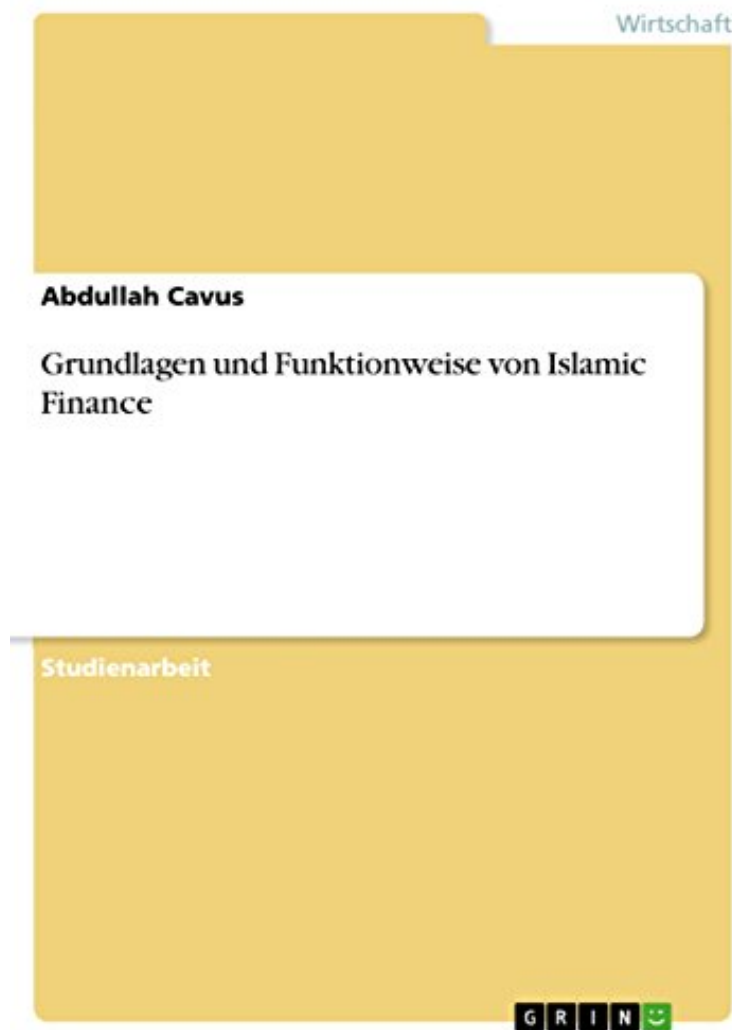 Wirtschaft
Abdullah Cavus
Grundlagen und Funktionweise von Islamic
Finance
Studienarbeit
GRIN